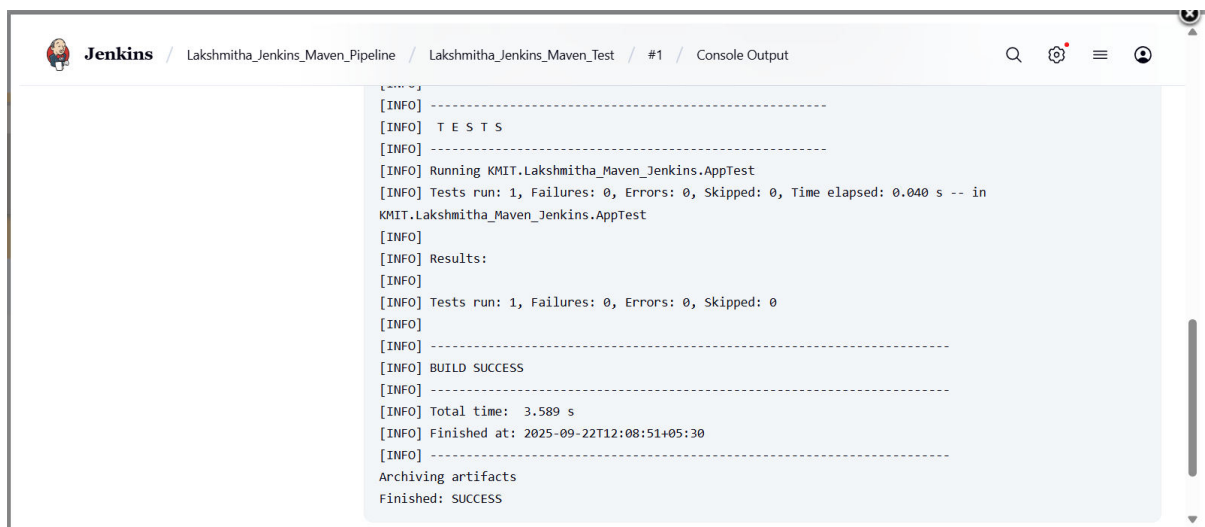 Jenkins / Lakshmitha_Jenkins_Maven_Pipeline / Lakshmitha_Jenkins_Maven_Test / #1 / Console Output
[INFO]
[INFO] -------------------------------------------------------
[INFO]  T E S T S
[INFO] -------------------------------------------------------
[INFO] Running KMIT.Lakshmitha_Maven_Jenkins.AppTest
[INFO] Tests run: 1, Failures: 0, Errors: 0, Skipped: 0, Time elapsed: 0.040 s -- in
KMIT.Lakshmitha_Maven_Jenkins.AppTest
[INFO]
[INFO] Results:
[INFO]
[INFO] Tests run: 1, Failures: 0, Errors: 0, Skipped: 0
[INFO]
[INFO] ------------------------------------------------------------------------
[INFO] BUILD SUCCESS
[INFO] ------------------------------------------------------------------------
[INFO] Total time:  3.589 s
[INFO] Finished at: 2025-09-22T12:08:51+05:30
[INFO] ------------------------------------------------------------------------
Archiving artifacts
Finished: SUCCESS